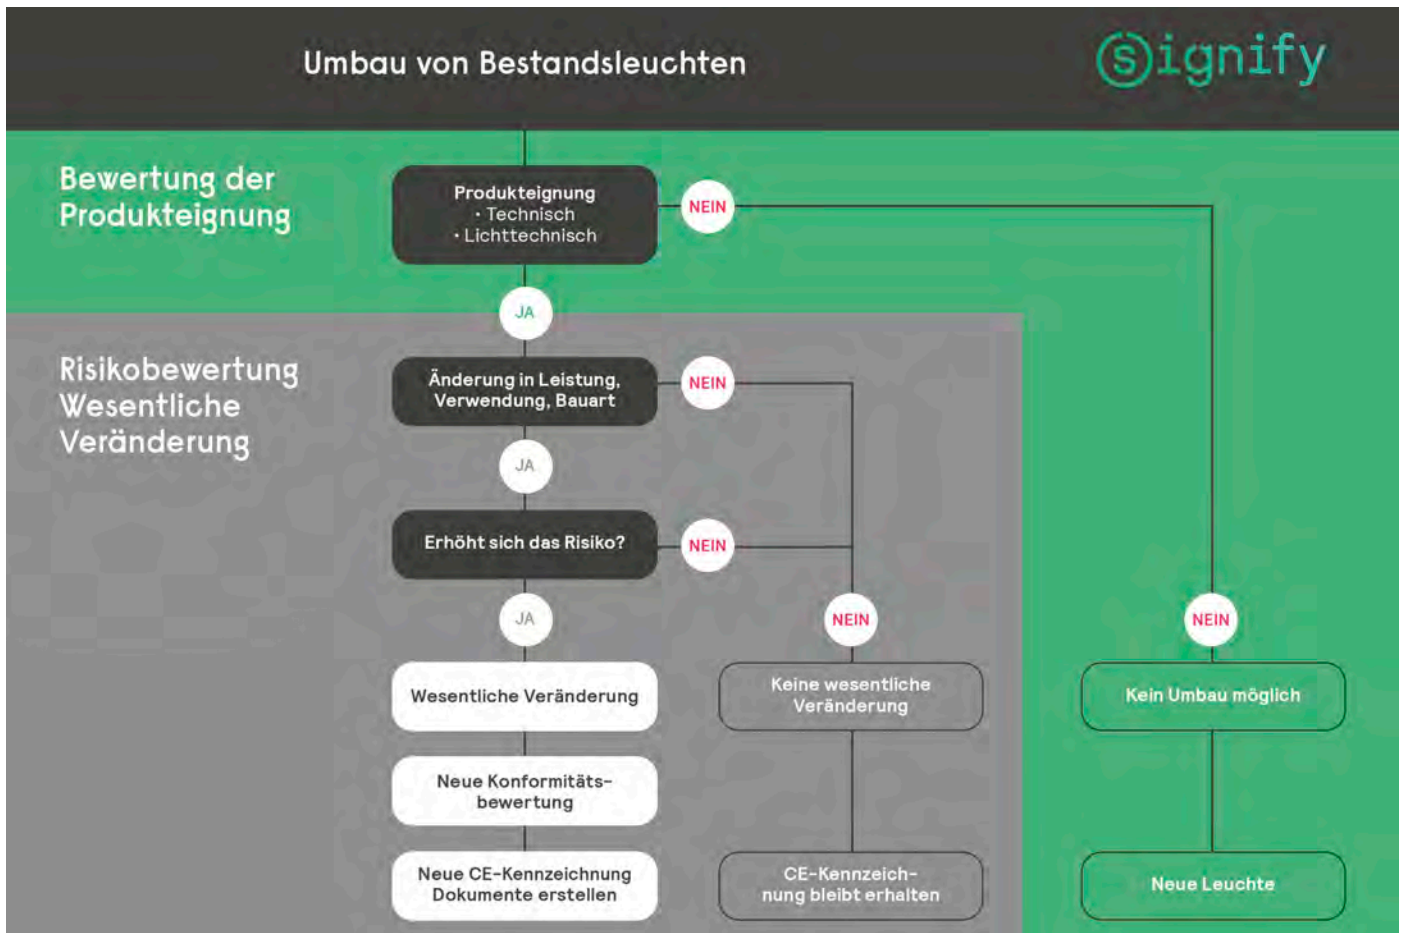 Umbau von Bestandsleuchten
signify
Bewertung der
Produkteignung
Produkteignung
• Technisch
• Lichttechnisch
NEIN
JA
Risikobewertung
Wesentliche
Veränderung
Änderung in Leistung,
Verwendung, Bauart
NEIN
JA
Erhöht sich das Risiko?
NEIN
JA
NEIN
NEIN
Wesentliche Veränderung
Keine wesentliche
Veränderung
Kein Umbau möglich
Neue Konformitäts-
bewertung
Neue CE-Kennzeichnung
Dokumente erstellen
CE-Kennzeich-
nung bleibt erhalten
Neue Leuchte